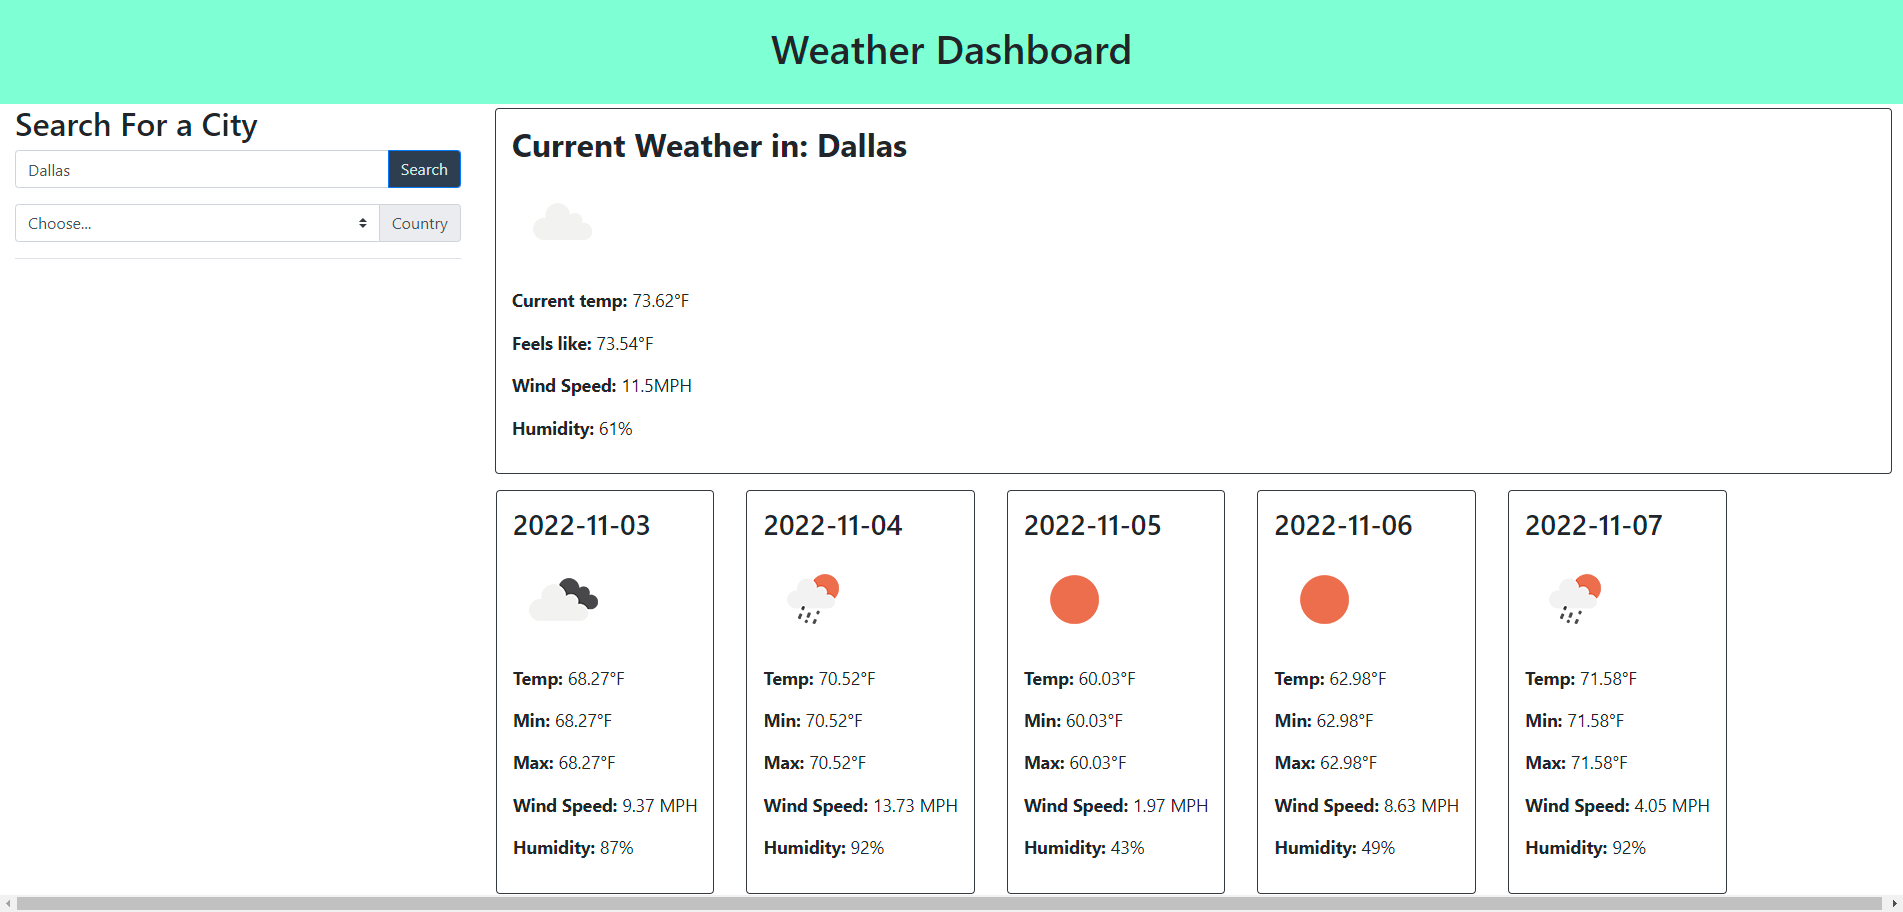 Weather Dashboard
Search For a City
Dallas
Search
Choose...
Country
Current Weather in: Dallas
Current temp: 73.62°F
Feels like: 73.54°F
Wind Speed: 11.5MPH
Humidity: 61%
2022-11-03
Temp: 68.27°F
Min: 68.27°F
Max: 68.27°F
Wind Speed: 9.37 MPH
Humidity: 87%
2022-11-04
Temp: 70.52°F
Min: 70.52°F
Max: 70.52°F
Wind Speed: 13.73 MPH
Humidity: 92%
2022-11-05
Temp: 60.03°F
Min: 60.03°F
Max: 60.03°F
Wind Speed: 1.97 MPH
Humidity: 43%
2022-11-06
Temp: 62.98°F
Min: 62.98°F
Max: 62.98°F
Wind Speed: 8.63 MPH
Humidity: 49%
2022-11-07
Temp: 71.58°F
Min: 71.58°F
Max: 71.58°F
Wind Speed: 4.05 MPH
Humidity: 92%